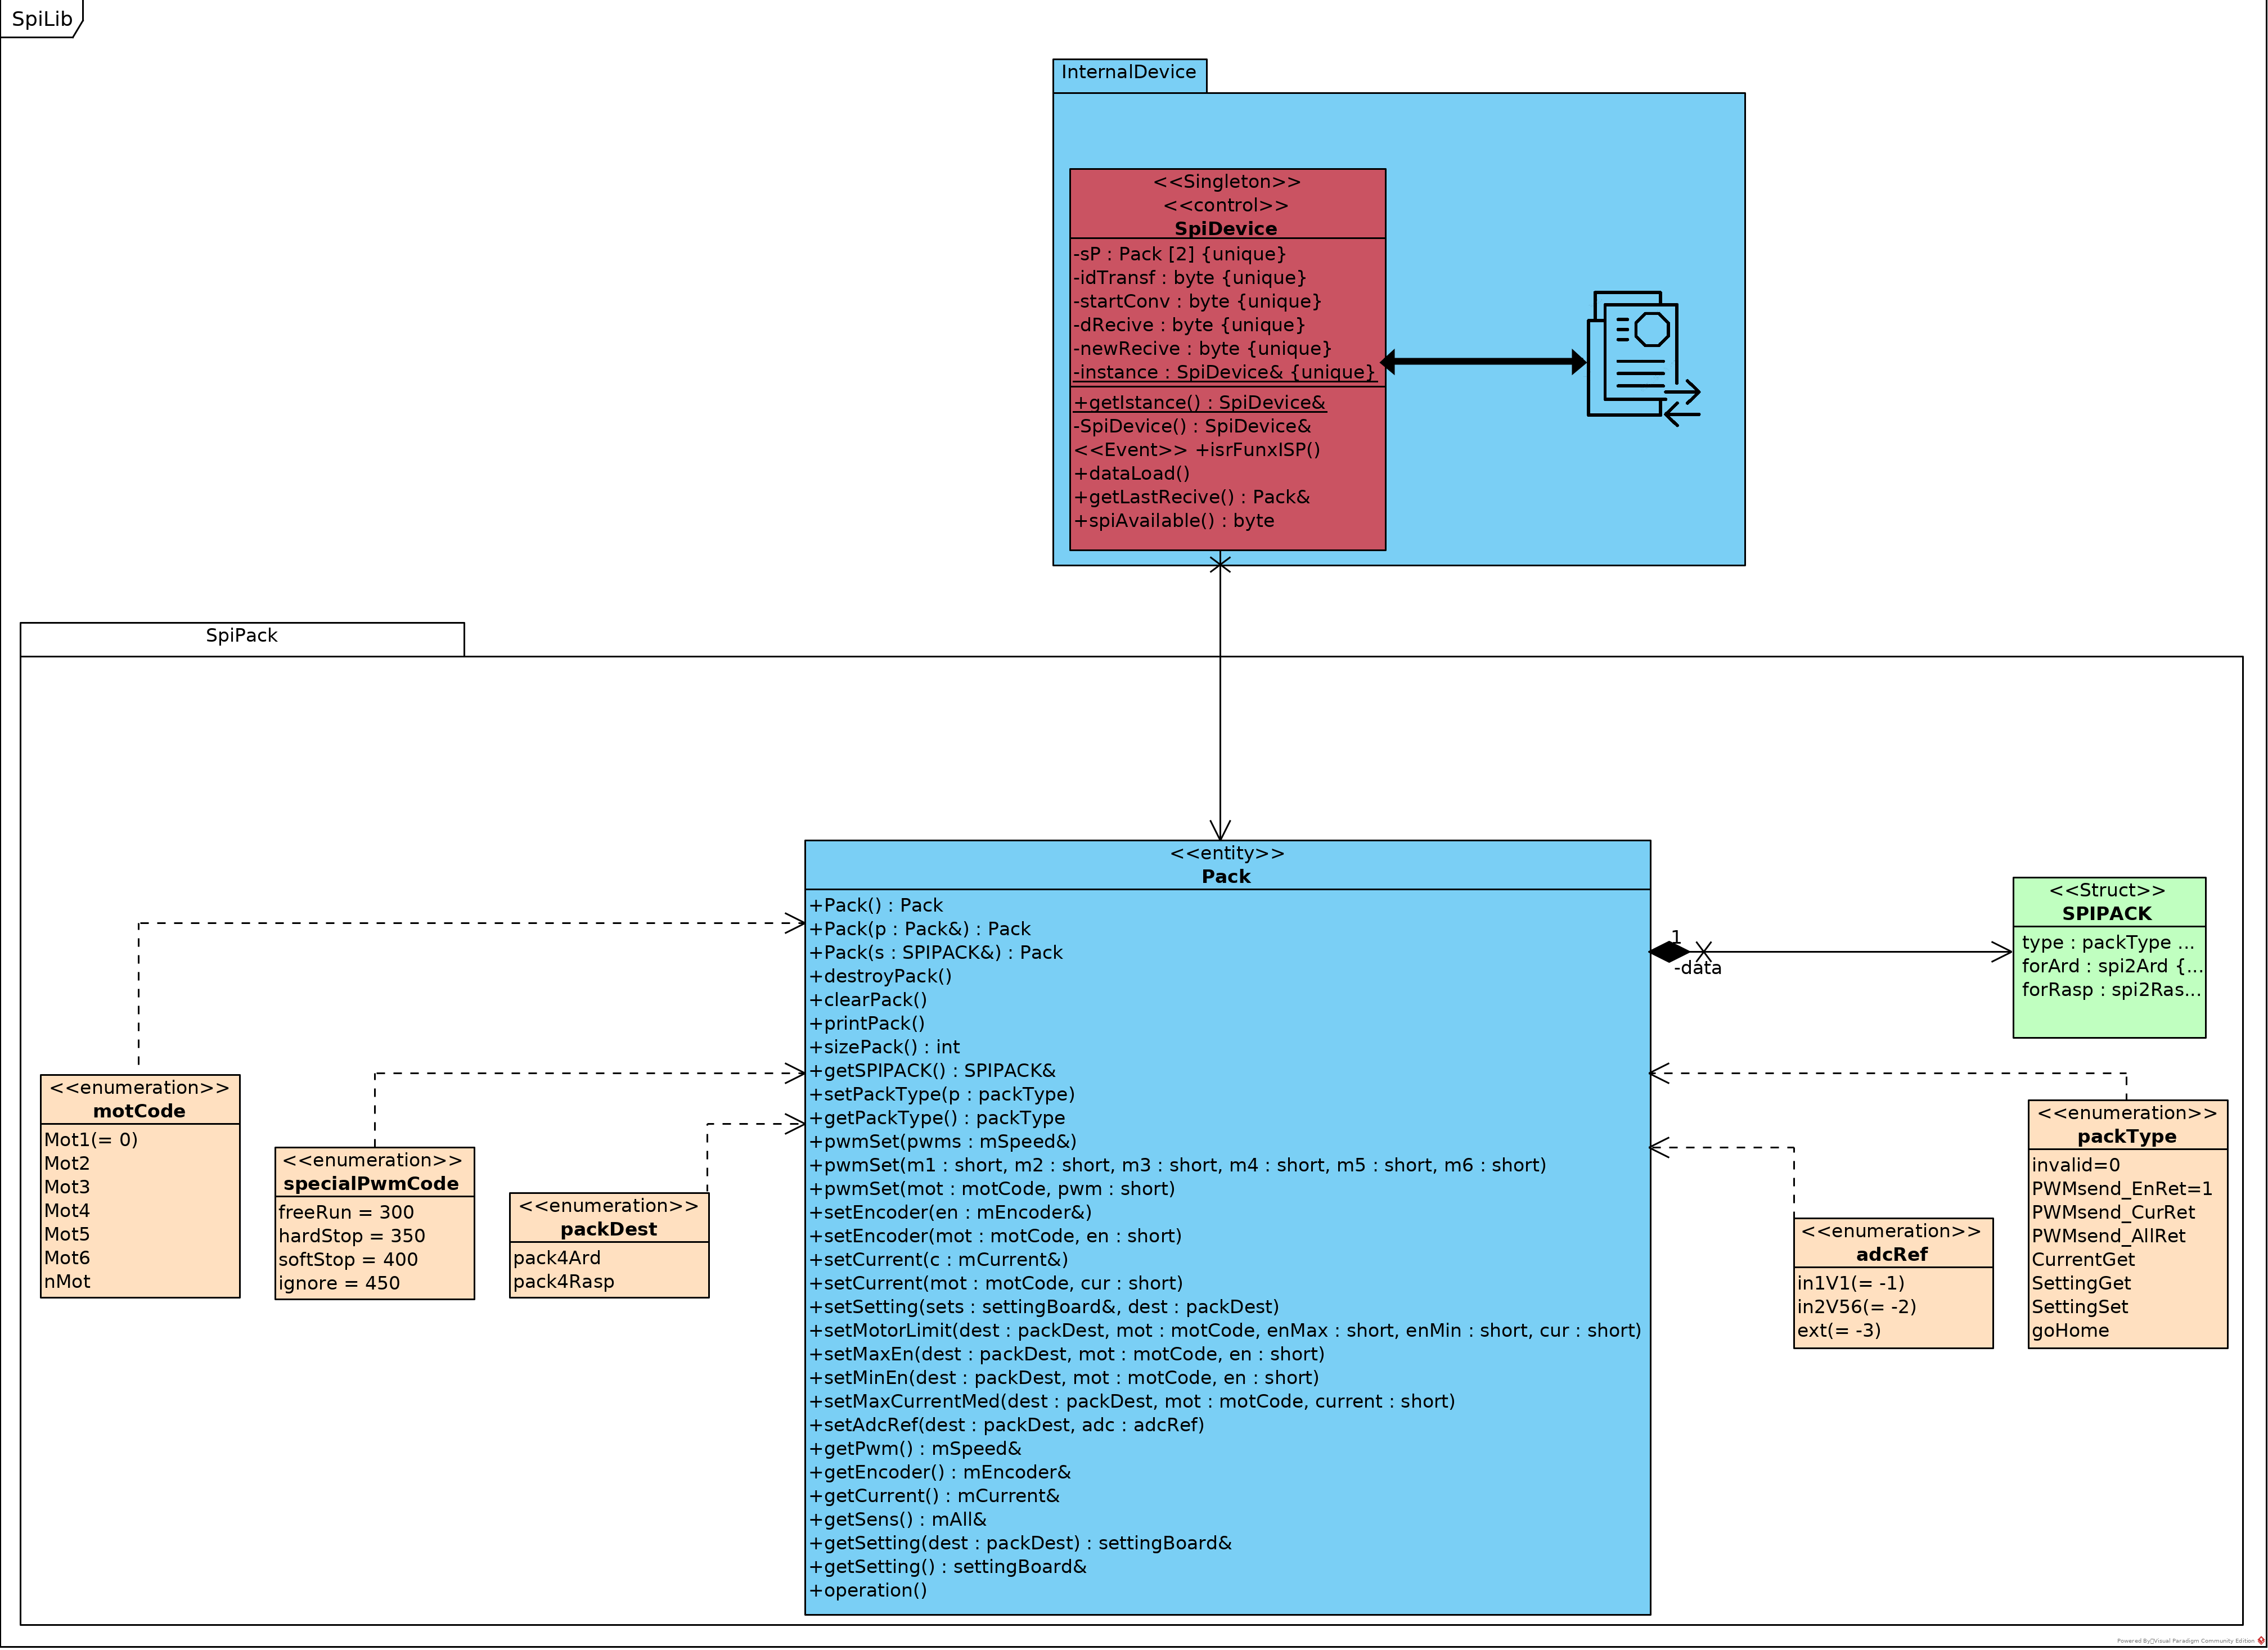 SpiLib
InternalDevice
<<Singleton>>
<<control>>
SpiDevice
-sP : Pack [2] {unique}
-idTransf : byte {unique}
-startConv : byte {unique}
-dRecive : byte {unique}
-newRecive : byte {unique}
-instance : SpiDevice& {unique}
+getIstance() : SpiDevice&
-SpiDevice() : SpiDevice&
<<Event>> +isrFunxISP()
+dataLoad()
+getLastRecive() : Pack&
+spiAvailable() : byte
SpiPack
<<entity>>
Pack
+Pack() : Pack
+Pack(p : Pack&) : Pack
+Pack(s : SPIPACK&) : Pack
+destroyPack()
+clearPack()
+printPack()
+sizePack() : int
+getSPIPACK() : SPIPACK&
+setPackType(p : packType)
+getPackType() : packType
+pwmSet(pwms : mSpeed&)
+pwmSet(m1 : short, m2 : short, m3 : short, m4 : short, m5 : short, m6 : short)
+pwmSet(mot : motCode, pwm : short)
+setEncoder(en : mEncoder&)
+setEncoder(mot : motCode, en : short)
+setCurrent(c : mCurrent&)
+setCurrent(mot : motCode, cur : short)
+setSetting(sets : settingBoard&, dest : packDest)
+setMotorLimit(dest : packDest, mot : motCode, enMax : short, enMin : short, cur : short)
+setMaxEn(dest : packDest, mot : motCode, en : short)
+setMinEn(dest : packDest, mot : motCode, en : short)
+setMaxCurrentMed(dest : packDest, mot : motCode, current : short)
+setAdcRef(dest : packDest, adc : adcRef)
+getPwm() : mSpeed&
+getEncoder() : mEncoder&
+getCurrent() : mCurrent&
+getSens() : mAll&
+getSetting(dest : packDest) : settingBoard&
+getSetting() : settingBoard&
+operation()
1
-data
<<Struct>>
SPIPACK
type : packType ...
forArd : spi2Ard {...
forRasp : spi2Ras...
<<enumeration>>
motCode
Mot1(= 0)
Mot2
Mot3
Mot4
Mot5
Mot6
nMot
<<enumeration>>
specialPwmCode
freeRun = 300
hardStop = 350
softStop = 400
ignore = 450
<<enumeration>>
packDest
pack4Ard
pack4Rasp
<<enumeration>>
adcRef
in1V1(= -1)
in2V56(= -2)
ext(= -3)
<<enumeration>>
packType
invalid=0
PWMsend_EnRet=1
PWMsend_CurRet
PWMsend_AllRet
CurrentGet
SettingGet
SettingSet
goHome
Powered By Visual Paradigm Community Edition